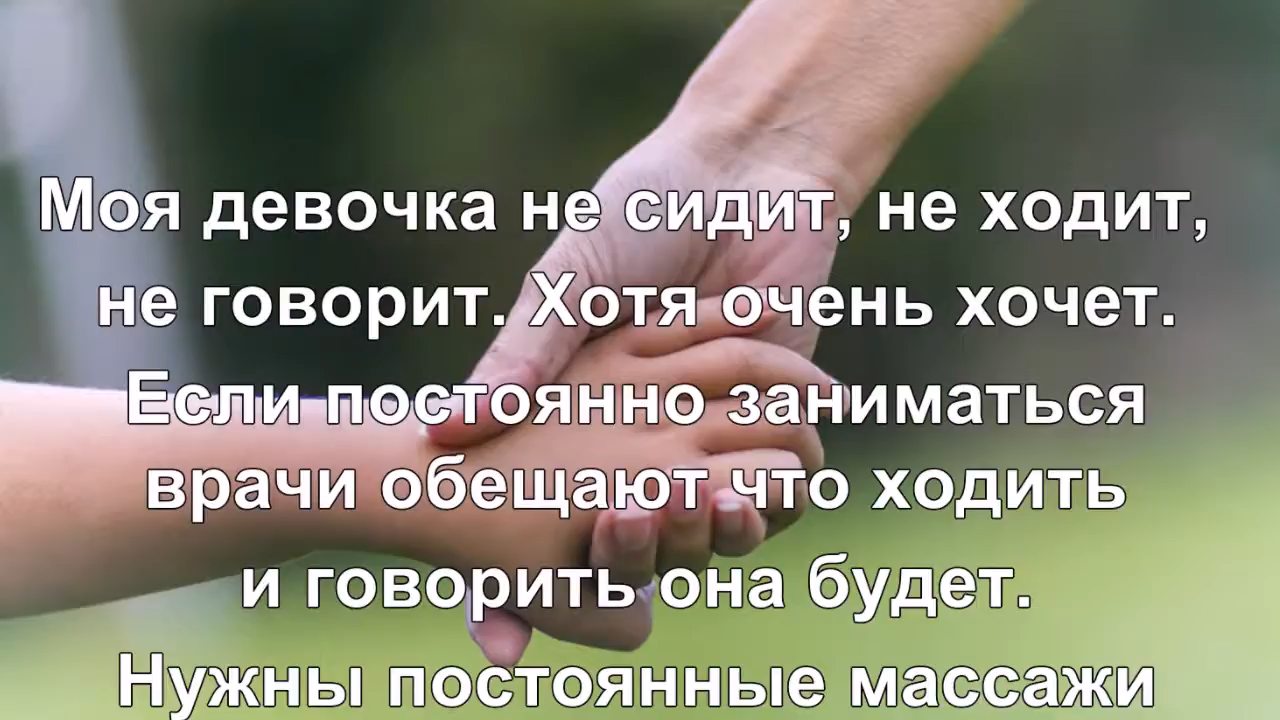 Моя девочка не сидит, не ходит,
не говорит. Хотя очень хочет.
Если постоянно заниматься
врачи обещают что ходить
и говорить она будет.
Нужны постоянные массажи